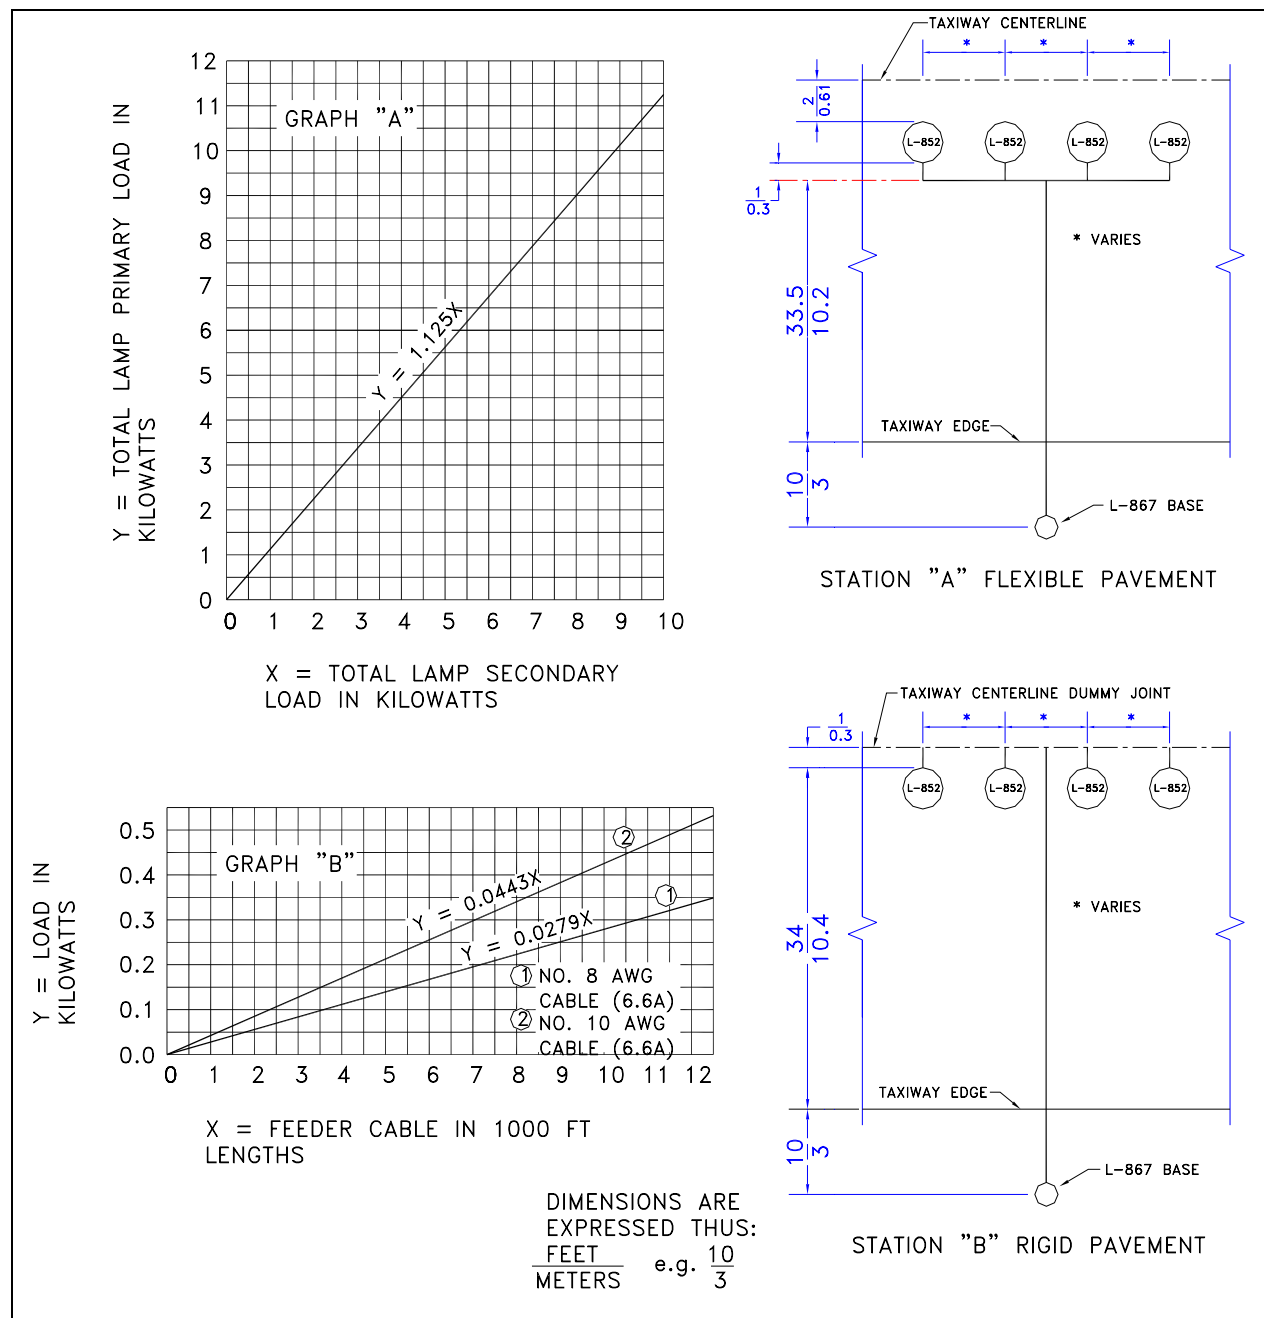 12
11
10
9
8
7
6
5
4
3
2
1
0
GRAPH "A"
Y = 1.125X
Y = TOTAL LAMP PRIMARY LOAD IN
KILOWATTS
0 1 2 3 4 5 6 7 8 9 10
X = TOTAL LAMP SECONDARY
LOAD IN KILOWATTS
TAXIWAY CENTERLINE
* * *
2
0.61
L-852 L-852 L-852 L-852
1
0.3
* VARIES
33.5
10.2
TAXIWAY EDGE
10
3
L-867 BASE
STATION "A" FLEXIBLE PAVEMENT
0.5
0.4
0.3
0.2
0.1
0.0
GRAPH "B"
2
1
Y = 0.0443X
Y = 0.0279X
1 NO. 8 AWG
CABLE (6.6A)
2 NO. 10 AWG
CABLE (6.6A)
Y = LOAD IN
KILOWATTS
0 1 2 3 4 5 6 7 8 9 10 11 12
X = FEEDER CABLE IN 1000 FT
LENGTHS
TAXIWAY CENTERLINE DUMMY JOINT
1
0.3
* * *
L-852 L-852 L-852 L-852
* VARIES
34
10.4
TAXIWAY EDGE
10
3
L-867 BASE
STATION "B" RIGID PAVEMENT
DIMENSIONS ARE
EXPRESSED THUS:
FEET
METERS
e.g. 10
3